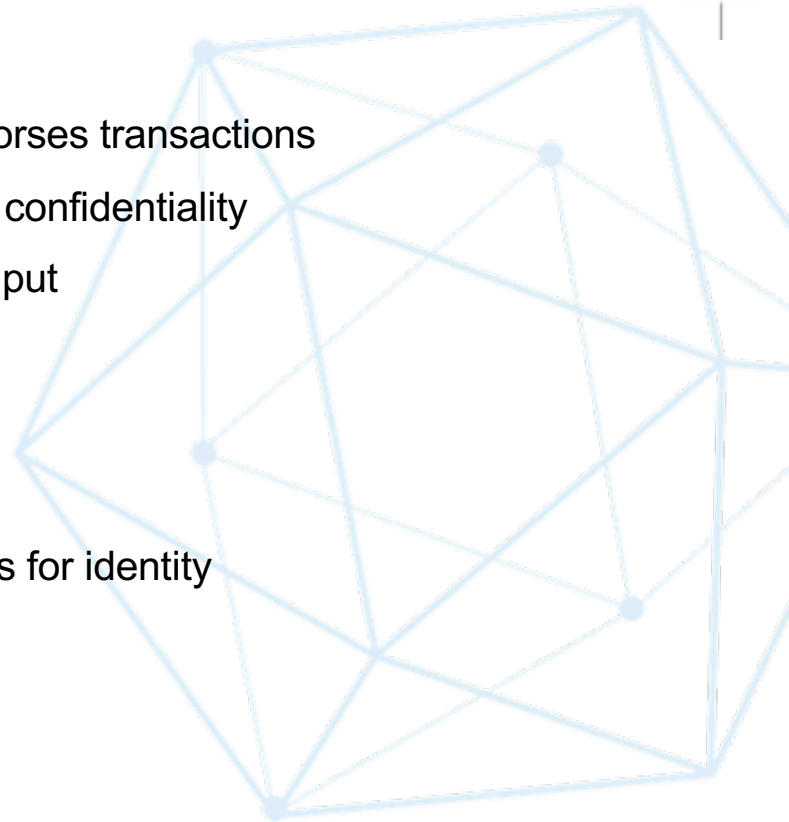 orses transactions
confidentiality
put
s for identity